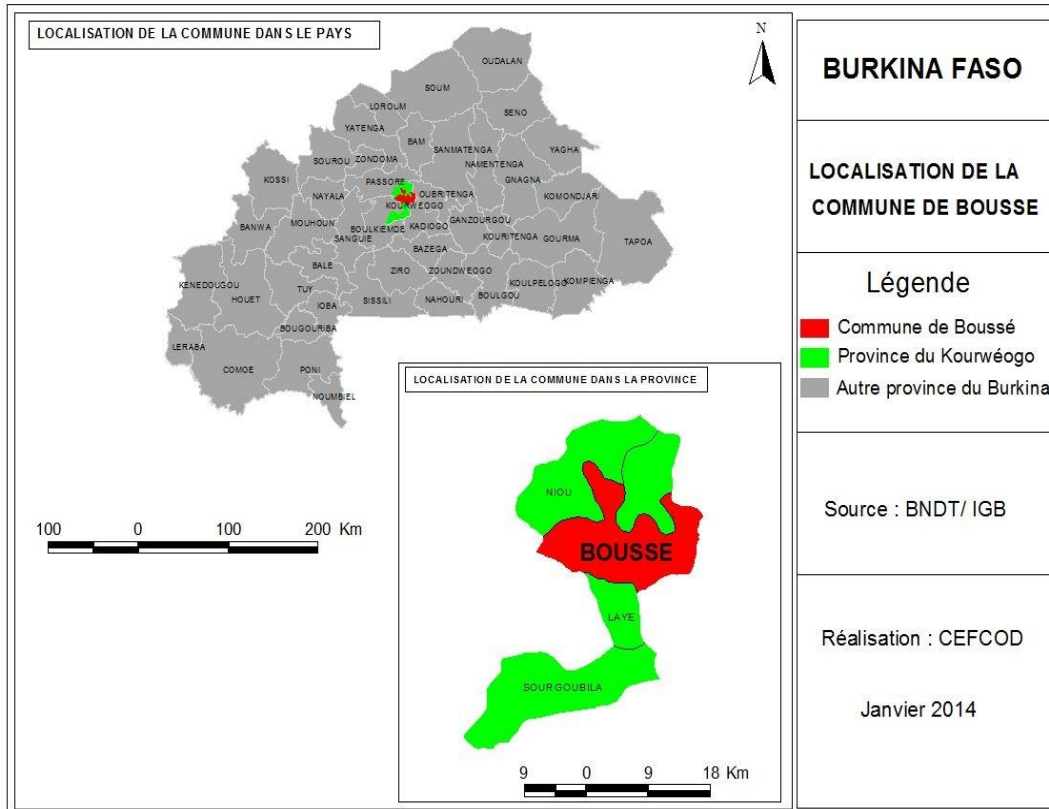 LOCALISATION DE LA COMMUNE DANS LE PAYS
N
OUDALAN
SOUM
LOROUM
SENO
YATENGA
BAM
SANMATENGA
YAGHA
SOUROU
ZONDOMA
NAMENTENGA
KOSSI
PASSORE
GNAGNA
NAYALA
OUBRITENGA
KOMONDJARI
KOURWEOGO
BANWA
MOUHOUN
BOULKIEMDE
KADIOGO
GANZOURGOU
SANGUIE
KOURITENGA
GOURMA
TAPOA
BAZEGA
BALE
ZIRO
ZOUNDWEOGO
KENEDOUGOU
HOUET
TUY
SISSILI
NAHOURI
BOULGOU
KOULPELOGO
KOMPIENGA
IOBA
BOUGOURIBA
LERABA
COMOE
PONI
NOUMBIEL
100 0 100 200 Km
LOCALISATION DE LA COMMUNE DANS LA PROVINCE
NIOU
BOUSSE
LAYE
SOURGOUBILA
9 0 9 18 Km
BURKINA FASO
LOCALISATION DE LA
COMMUNE DE BOUSSE
Légende
Commune de Boussé
Province du Kourwéogo
Autre province du Burkina
Source : BNDT/ IGB
Réalisation : CEFCOD
Janvier 2014